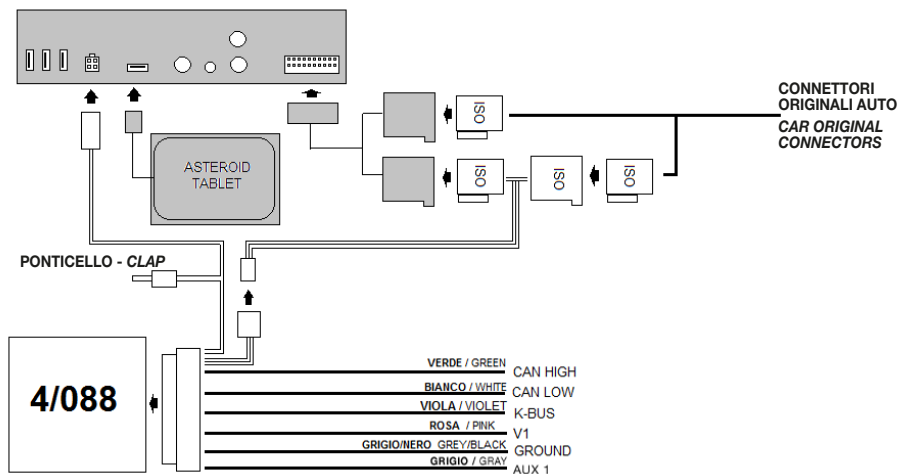 CONNETTORI
ORIGINALI AUTO
CAR ORIGINAL
CONNECTORS
ISO
ISO
ISO
ISO
ASTEROID
TABLET
PONTICELLO - CLAP
4/088
VERDE / GREEN CAN HIGH
BIANCO / WHITE CAN LOW
VIOLA / VIOLET K-BUS
ROSA / PINK V1
GRIGIO/NERO GREY/BLACK GROUND
GRIGIO / GRAY AUX 1